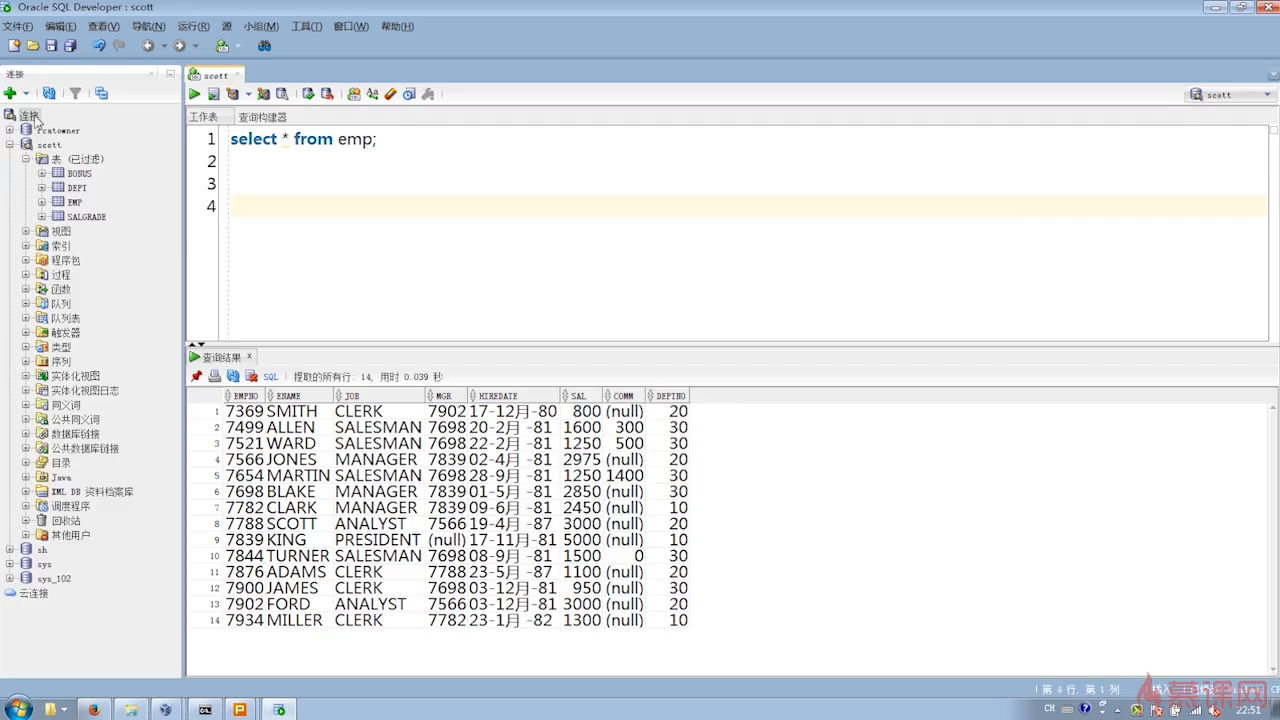 Oracle SQL Developer : scott
文件(F) 编辑(E) 查看(V) 导航(N) 运行(R) 源 小组(M) 工具(T) 窗口(W) 帮助(H)
连接
scott
scott
工作表 查询构建器
连接
scott
表 (已过滤)
BONUS
DEPT
EMP
SALGRADE
视图
索引
程序包
过程
函数
队列
队列表
触发器
类型
序列
实体化视图
实体化视图日志
同义词
公共同义词
数据库链接
公共数据库链接
目录
Java
XML DB 资料档案库
调度程序
回收站
其他用户
sh
sys
sys_102
云连接
1 select * from emp;
2
3
4
查询结果
SQL | 提取的所有行: 14, 用时 0.039 秒
EMPNO ENAME JOB MGR HIREDATE SAL COMM DEPTNO
1 7369 SMITH CLERK 7902 17-12月-80 800 (null) 20
2 7499 ALLEN SALESMAN 7698 20-2月 -81 1600 300 30
3 7521 WARD SALESMAN 7698 22-2月 -81 1250 500 30
4 7566 JONES MANAGER 7839 02-4月 -81 2975 (null) 20
5 7654 MARTIN SALESMAN 7698 28-9月 -81 1250 1400 30
6 7698 BLAKE MANAGER 7839 01-5月 -81 2850 (null) 30
7 7782 CLARK MANAGER 7839 09-6月 -81 2450 (null) 10
8 7788 SCOTT ANALYST 7566 19-4月 -87 3000 (null) 20
9 7839 KING PRESIDENT (null) 17-11月-81 5000 (null) 10
10 7844 TURNER SALESMAN 7698 08-9月 -81 1500 0 30
11 7876 ADAMS CLERK 7788 23-5月 -87 1100 (null) 20
12 7900 JAMES CLERK 7698 03-12月-81 950 (null) 30
13 7902 FORD ANALYST 7566 03-12月-81 3000 (null) 20
14 7934 MILLER CLERK 7782 23-1月 -82 1300 (null) 10
第 4 行, 第 1 列
慕课网
CH
22:51